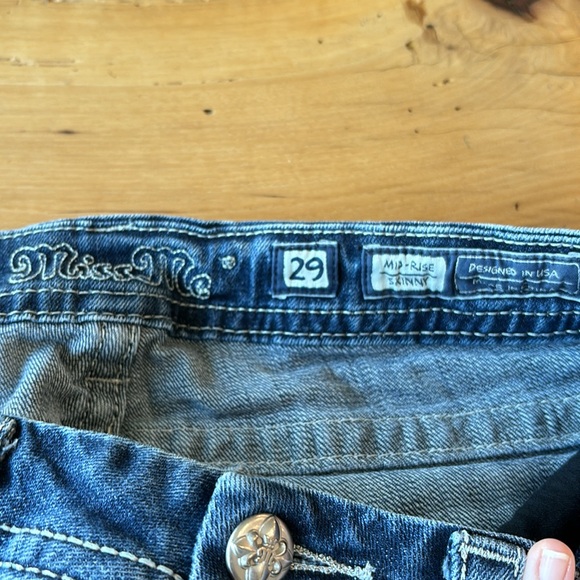 Miss Me
29
MID-RISE
SKINNY
DESIGNED IN USA